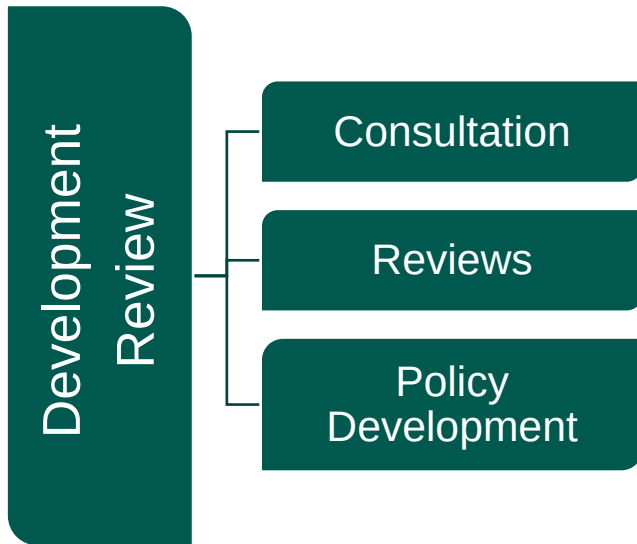 Development
Review
Consultation
Reviews
Policy
Development